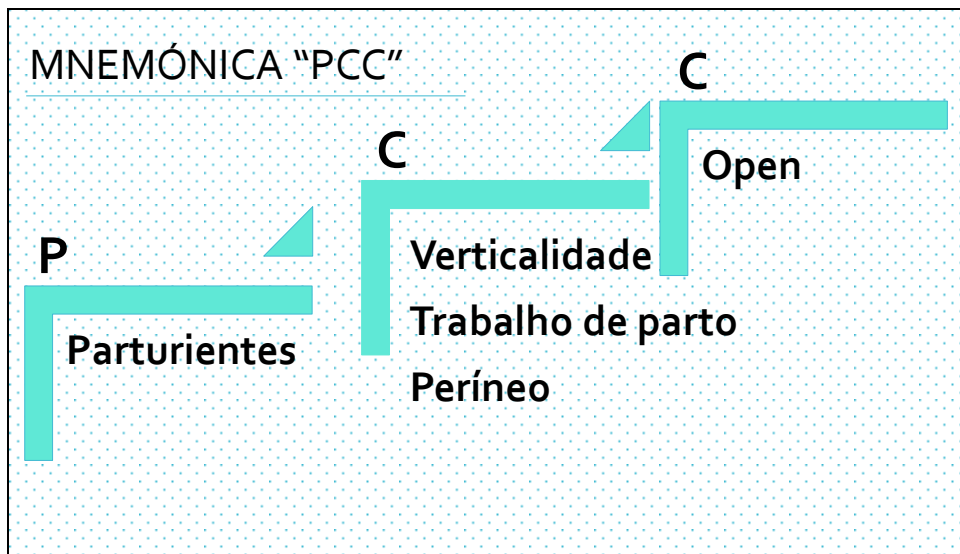 MNEMÓNICA “PCC”
P
Parturientes
C
Verticalidade
Trabalho de parto
Períneo
C
Open